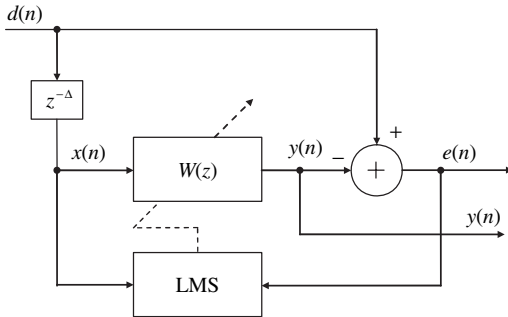 d(n)
z^{-Δ}
+
x(n)
W(z)
y(n)
−
+
e(n)
y(n)
LMS